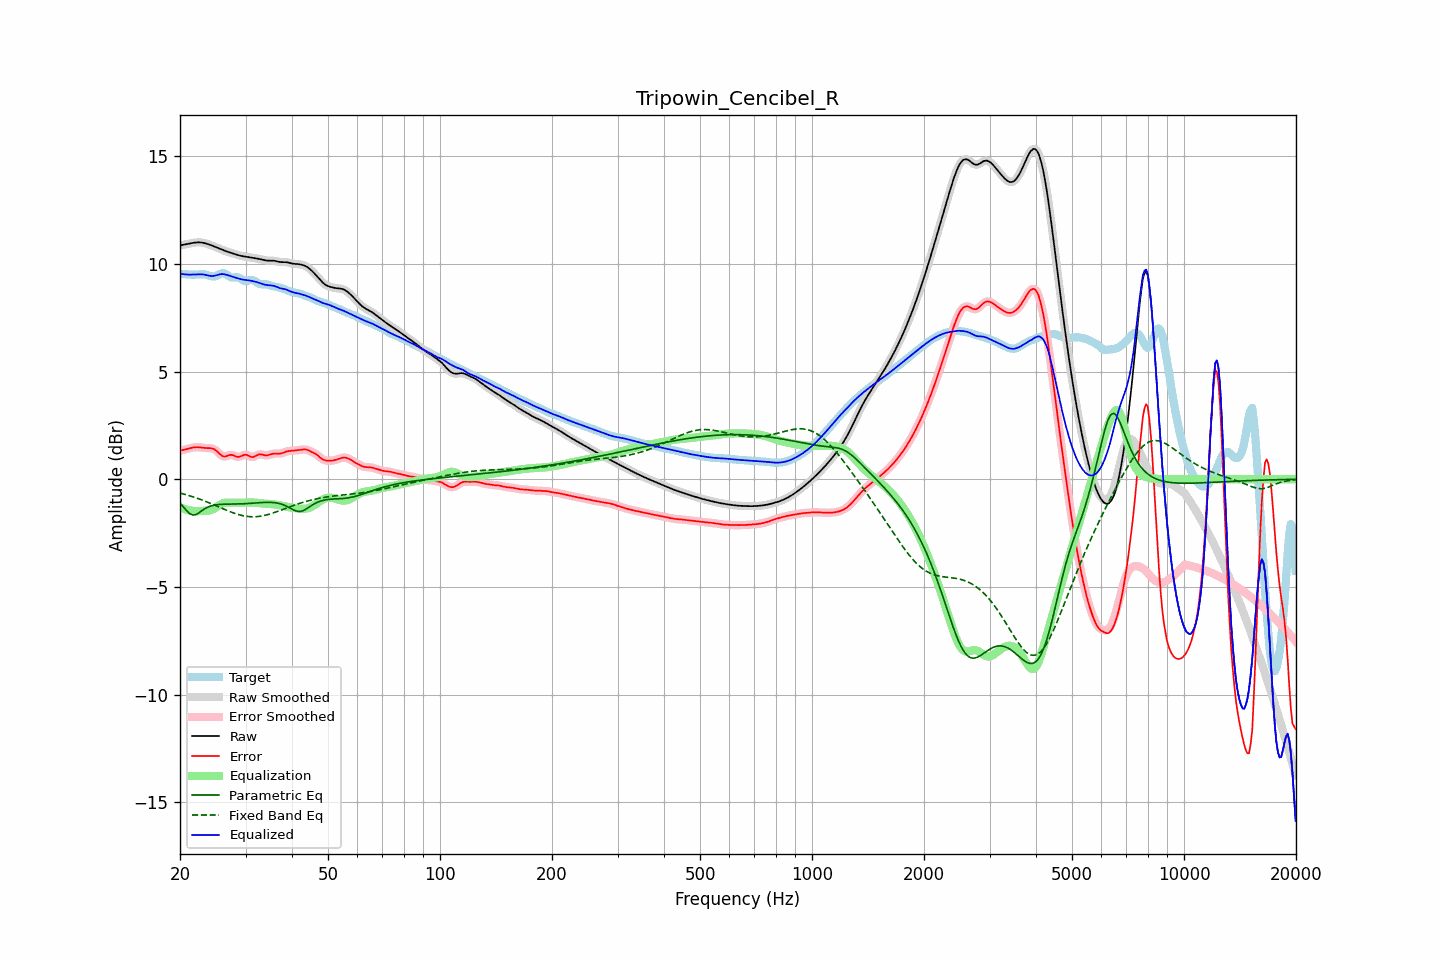 Tripowin_Cencibel_R
Amplitude (dBr)
15
10
5
0
−5
−10
−15
Target
Raw Smoothed
Error Smoothed
Raw
Error
Equalization
Parametric Eq
Fixed Band Eq
Equalized
20 50 100 200 500 1000 2000 5000 10000 20000
Frequency (Hz)